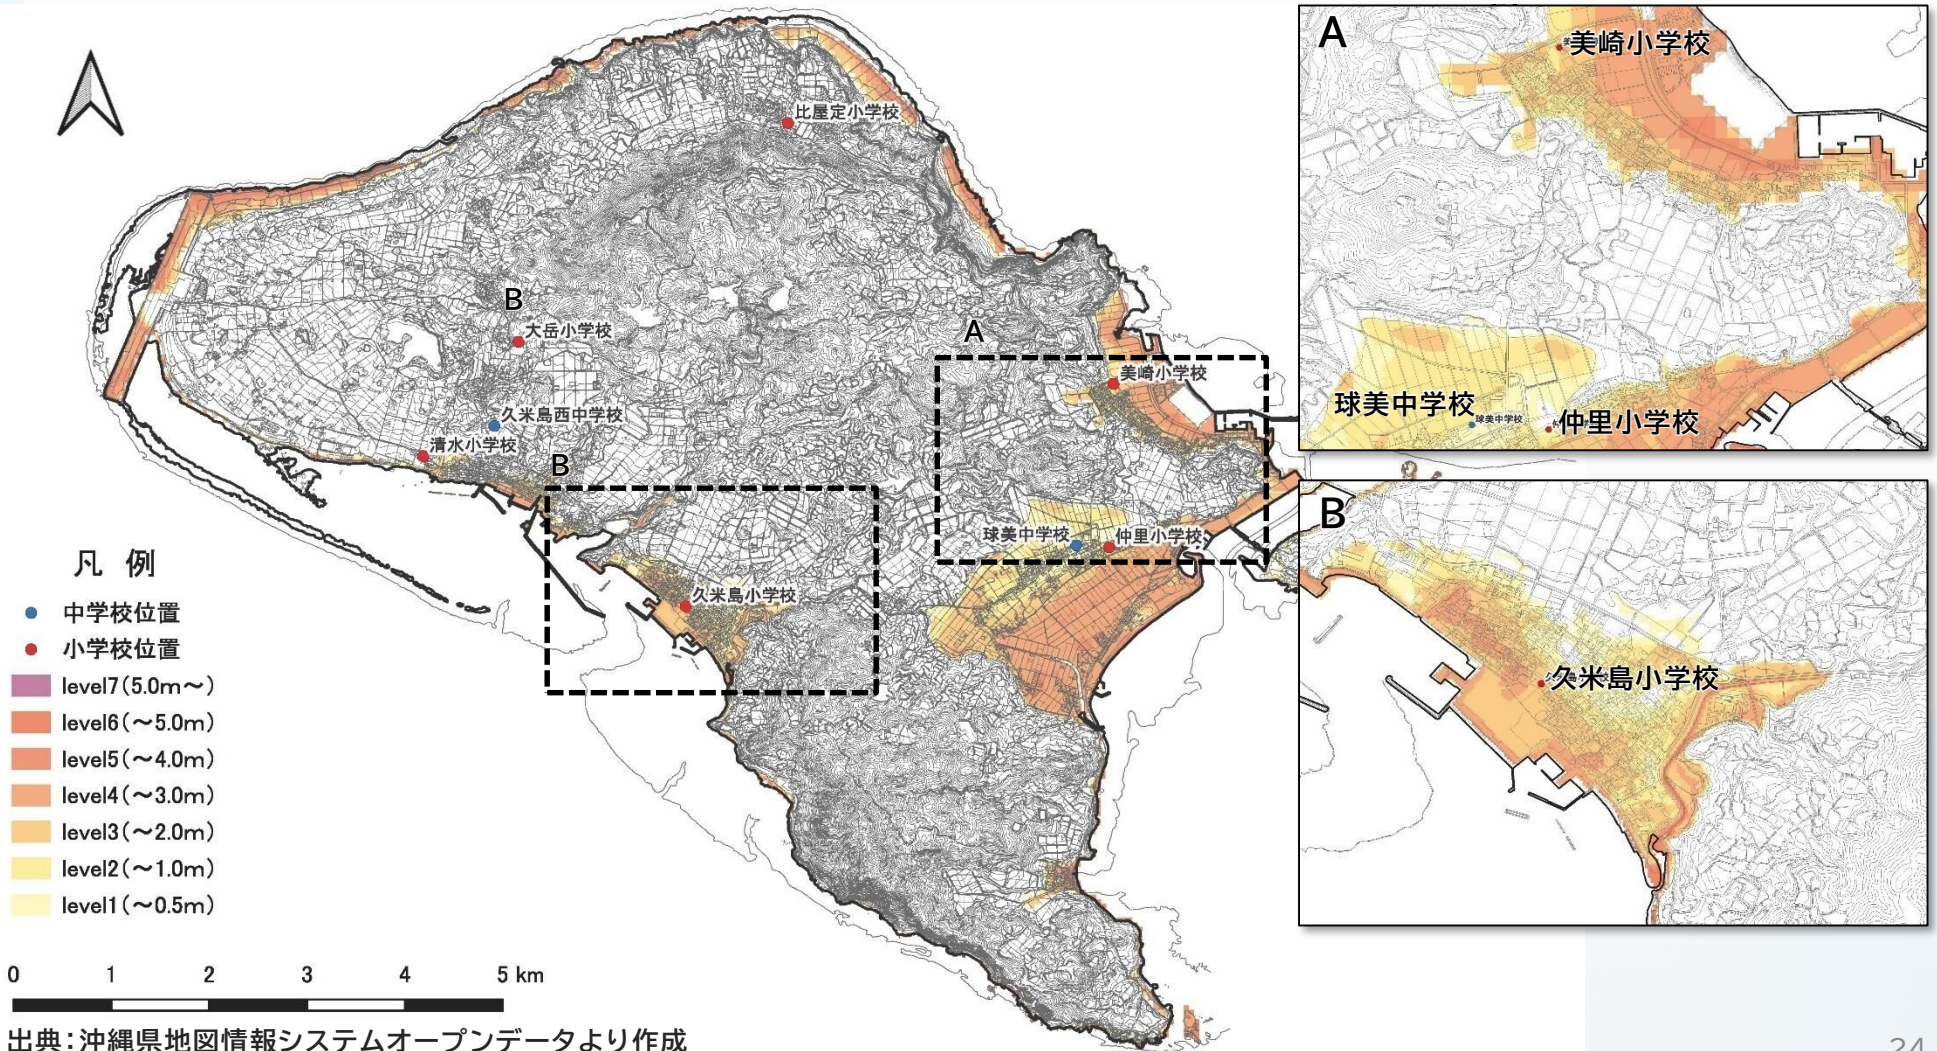 比屋定小学校
B
大岳小学校
A
美崎小学校
久米島西中学校
清水小学校
B
球美中学校
仲里小学校
久米島小学校
凡 例
中学校位置
小学校位置
level7(5.0m～)
level6(～5.0m)
level5(～4.0m)
level4(～3.0m)
level3(～2.0m)
level2(～1.0m)
level1(～0.5m)
0 1 2 3 4 5 km
出典：沖縄県地図情報システムオープンデータより作成
A
美崎小学校
球美中学校
球美中学校
仲里小学校
B
久米島小学校
24